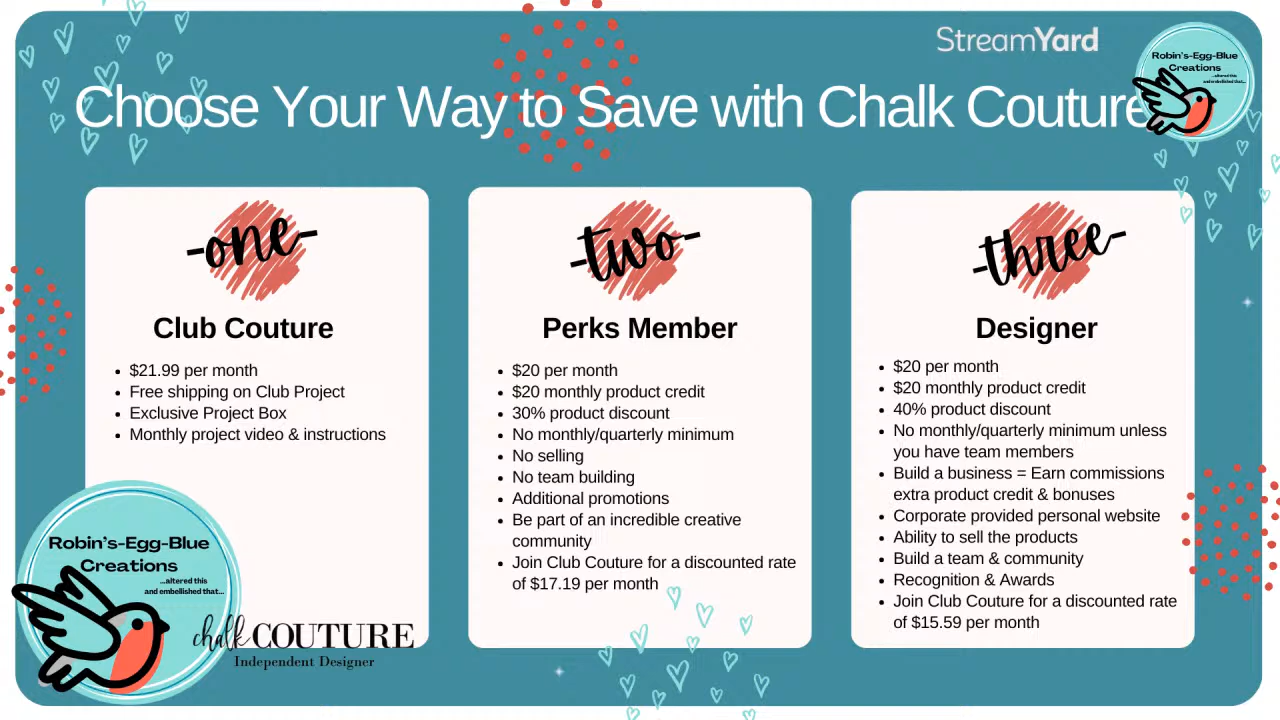 StreamYard
Robin's-Egg-Blue
Creations
...altered this
and embellished that...
Choose Your Way to Save with Chalk Couture
-one-
Club Couture
• $21.99 per month
• Free shipping on Club Project
• Exclusive Project Box
• Monthly project video & instructions
-two-
Perks Member
• $20 per month
• $20 monthly product credit
• 30% product discount
• No monthly/quarterly minimum
• No selling
• No team building
• Additional promotions
• Be part of an incredible creative
community
• Join Club Couture for a discounted rate
of $17.19 per month
-three-
Designer
• $20 per month
• $20 monthly product credit
• 40% product discount
• No monthly/quarterly minimum unless
you have team members
• Build a business = Earn commissions
extra product credit & bonuses
• Corporate provided personal website
• Ability to sell the products
• Build a team & community
• Recognition & Awards
• Join Club Couture for a discounted rate
of $15.59 per month
Robin's-Egg-Blue
Creations
...altered this
and embellished that...
chalk COUTURE
Independent Designer